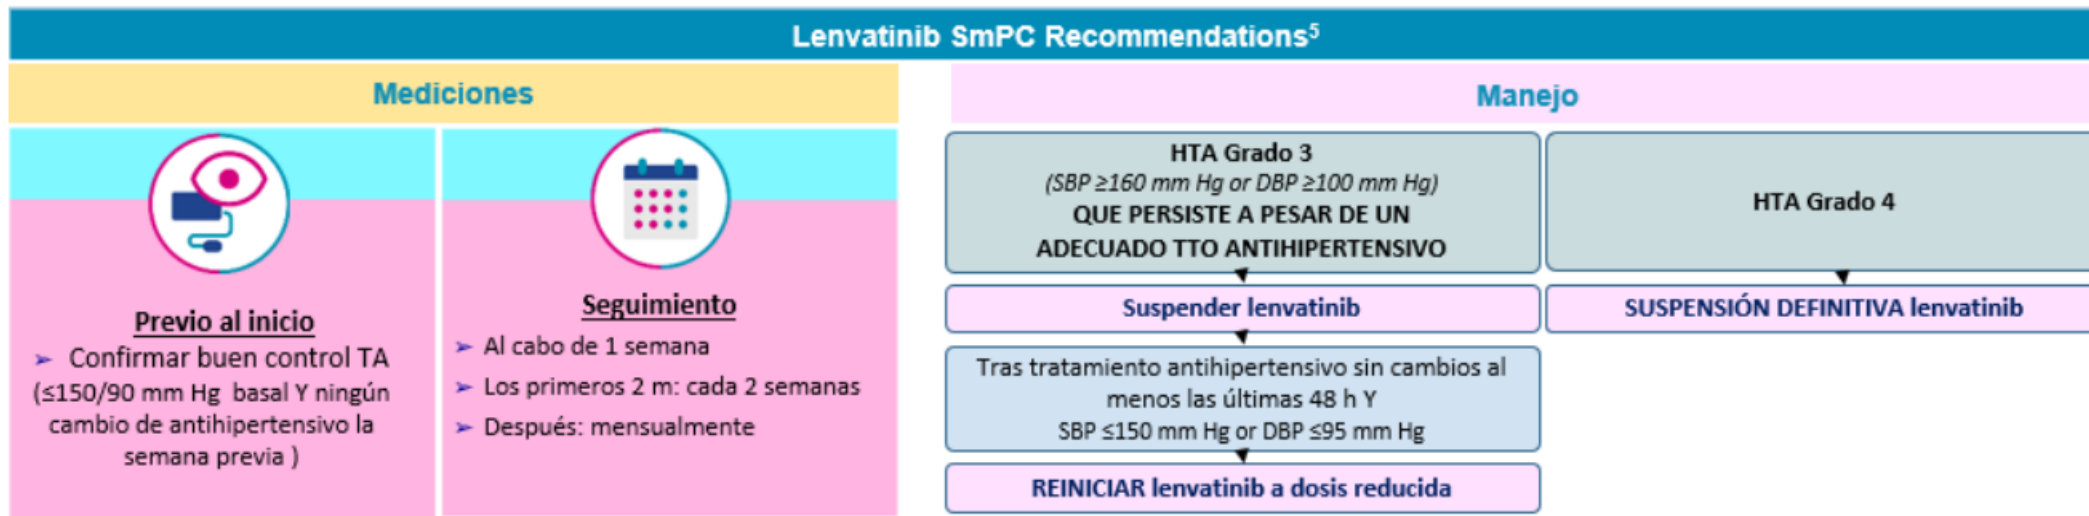 Lenvatinib SmPC Recommendations⁵
Mediciones
Previo al inicio
➢ Confirmar buen control TA
(≤150/90 mm Hg basal Y ningún
cambio de antihipertensivo la
semana previa )
Seguimiento
➢ Al cabo de 1 semana
➢ Los primeros 2 m: cada 2 semanas
➢ Después: mensualmente
Manejo
HTA Grado 3
(SBP ≥160 mm Hg or DBP ≥100 mm Hg)
QUE PERSISTE A PESAR DE UN
ADECUADO TTO ANTIHIPERTENSIVO
Suspender lenvatinib
Tras tratamiento antihipertensivo sin cambios al
menos las últimas 48 h Y
SBP ≤150 mm Hg or DBP ≤95 mm Hg
REINICIAR lenvatinib a dosis reducida
HTA Grado 4
SUSPENSIÓN DEFINITIVA lenvatinib